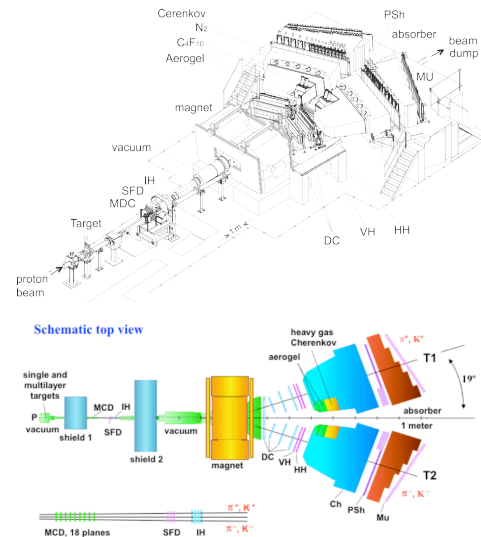 Cerenkov
N2
C4F10
Aerogel
magnet
vacuum
IH
SFD
MDC
Target
proton
beam
PSh
absorber
beam
dump
MU
1 m
DC
VH
HH
Schematic top view
single and
multilayer
targets
P
vacuum
shield 1
MCD
SFD
IH
shield 2
vacuum
magnet
DC
VH
HH
aerogel
heavy gas
Cherenkov
π+, K+
T1
19°
absorber
1 meter
T2
π−, K−
Ch
PSh
Mu
π+, K+
π−, K−
MCD, 18 planes
SFD
IH